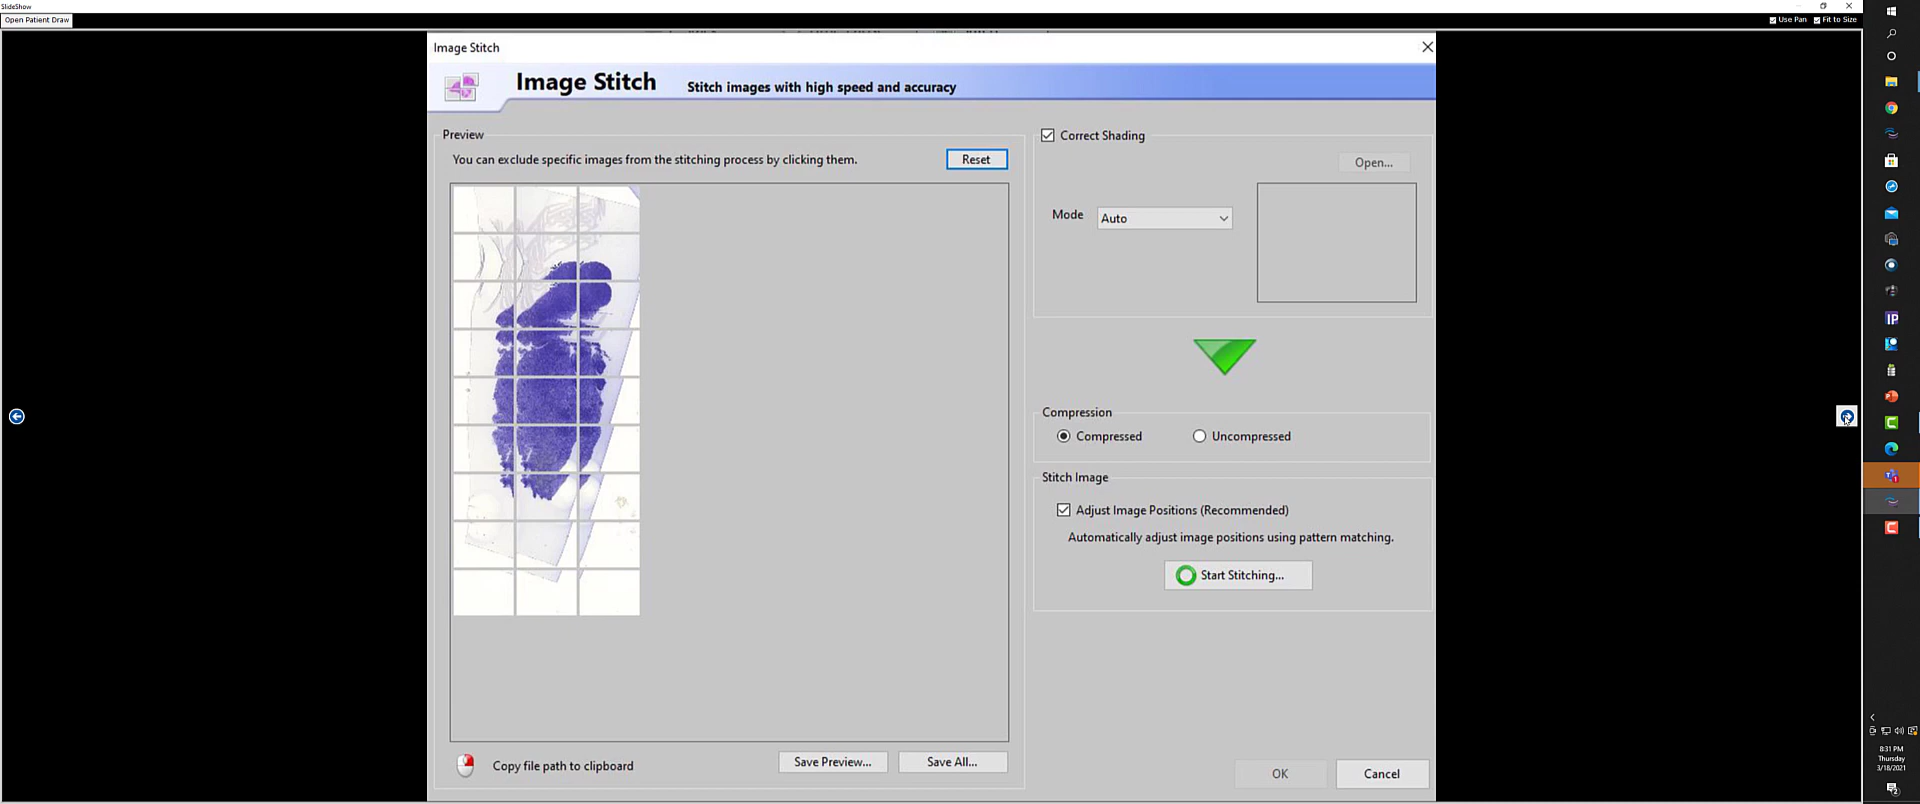 SlideShow
Open Patient Draw
Use Pan Fit to Size
Image Stitch
Image Stitch Stitch images with high speed and accuracy
Preview
You can exclude specific images from the stitching process by clicking them.
Reset
Correct Shading
Open...
Mode Auto
Compression
Compressed Uncompressed
Stitch Image
Adjust Image Positions (Recommended)
Automatically adjust image positions using pattern matching.
Start Stitching...
Copy file path to clipboard
Save Preview... Save All...
OK Cancel
IP
8:31 PM
Thursday
3/18/2021